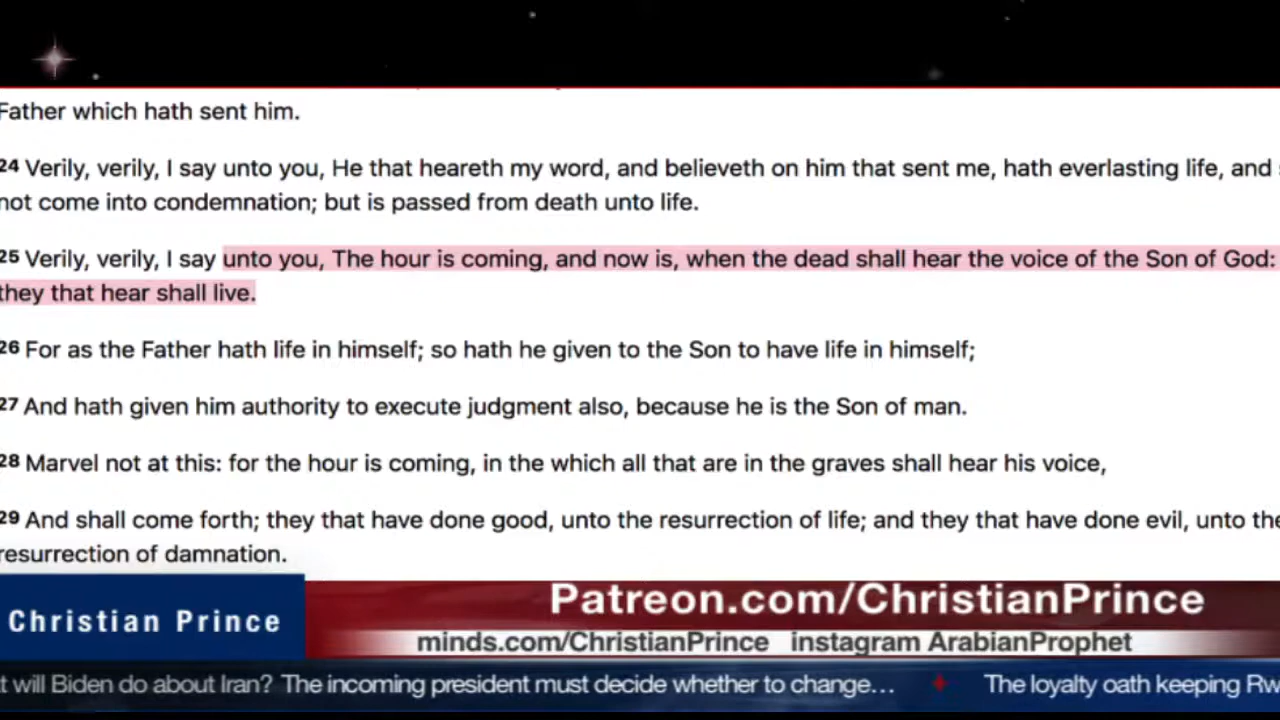 Father which hath sent him.
24 Verily, verily, I say unto you, He that heareth my word, and believeth on him that sent me, hath everlasting life, and
not come into condemnation; but is passed from death unto life.
25 Verily, verily, I say unto you, The hour is coming, and now is, when the dead shall hear the voice of the Son of God:
they that hear shall live.
26 For as the Father hath life in himself; so hath he given to the Son to have life in himself;
27 And hath given him authority to execute judgment also, because he is the Son of man.
28 Marvel not at this: for the hour is coming, in the which all that are in the graves shall hear his voice,
29 And shall come forth; they that have done good, unto the resurrection of life; and they that have done evil, unto the
resurrection of damnation.
Christian Prince
Patreon.com/ChristianPrince
minds.com/ChristianPrince instagram ArabianProphet
will Biden do about Iran? The incoming president must decide whether to change... The loyalty oath keeping